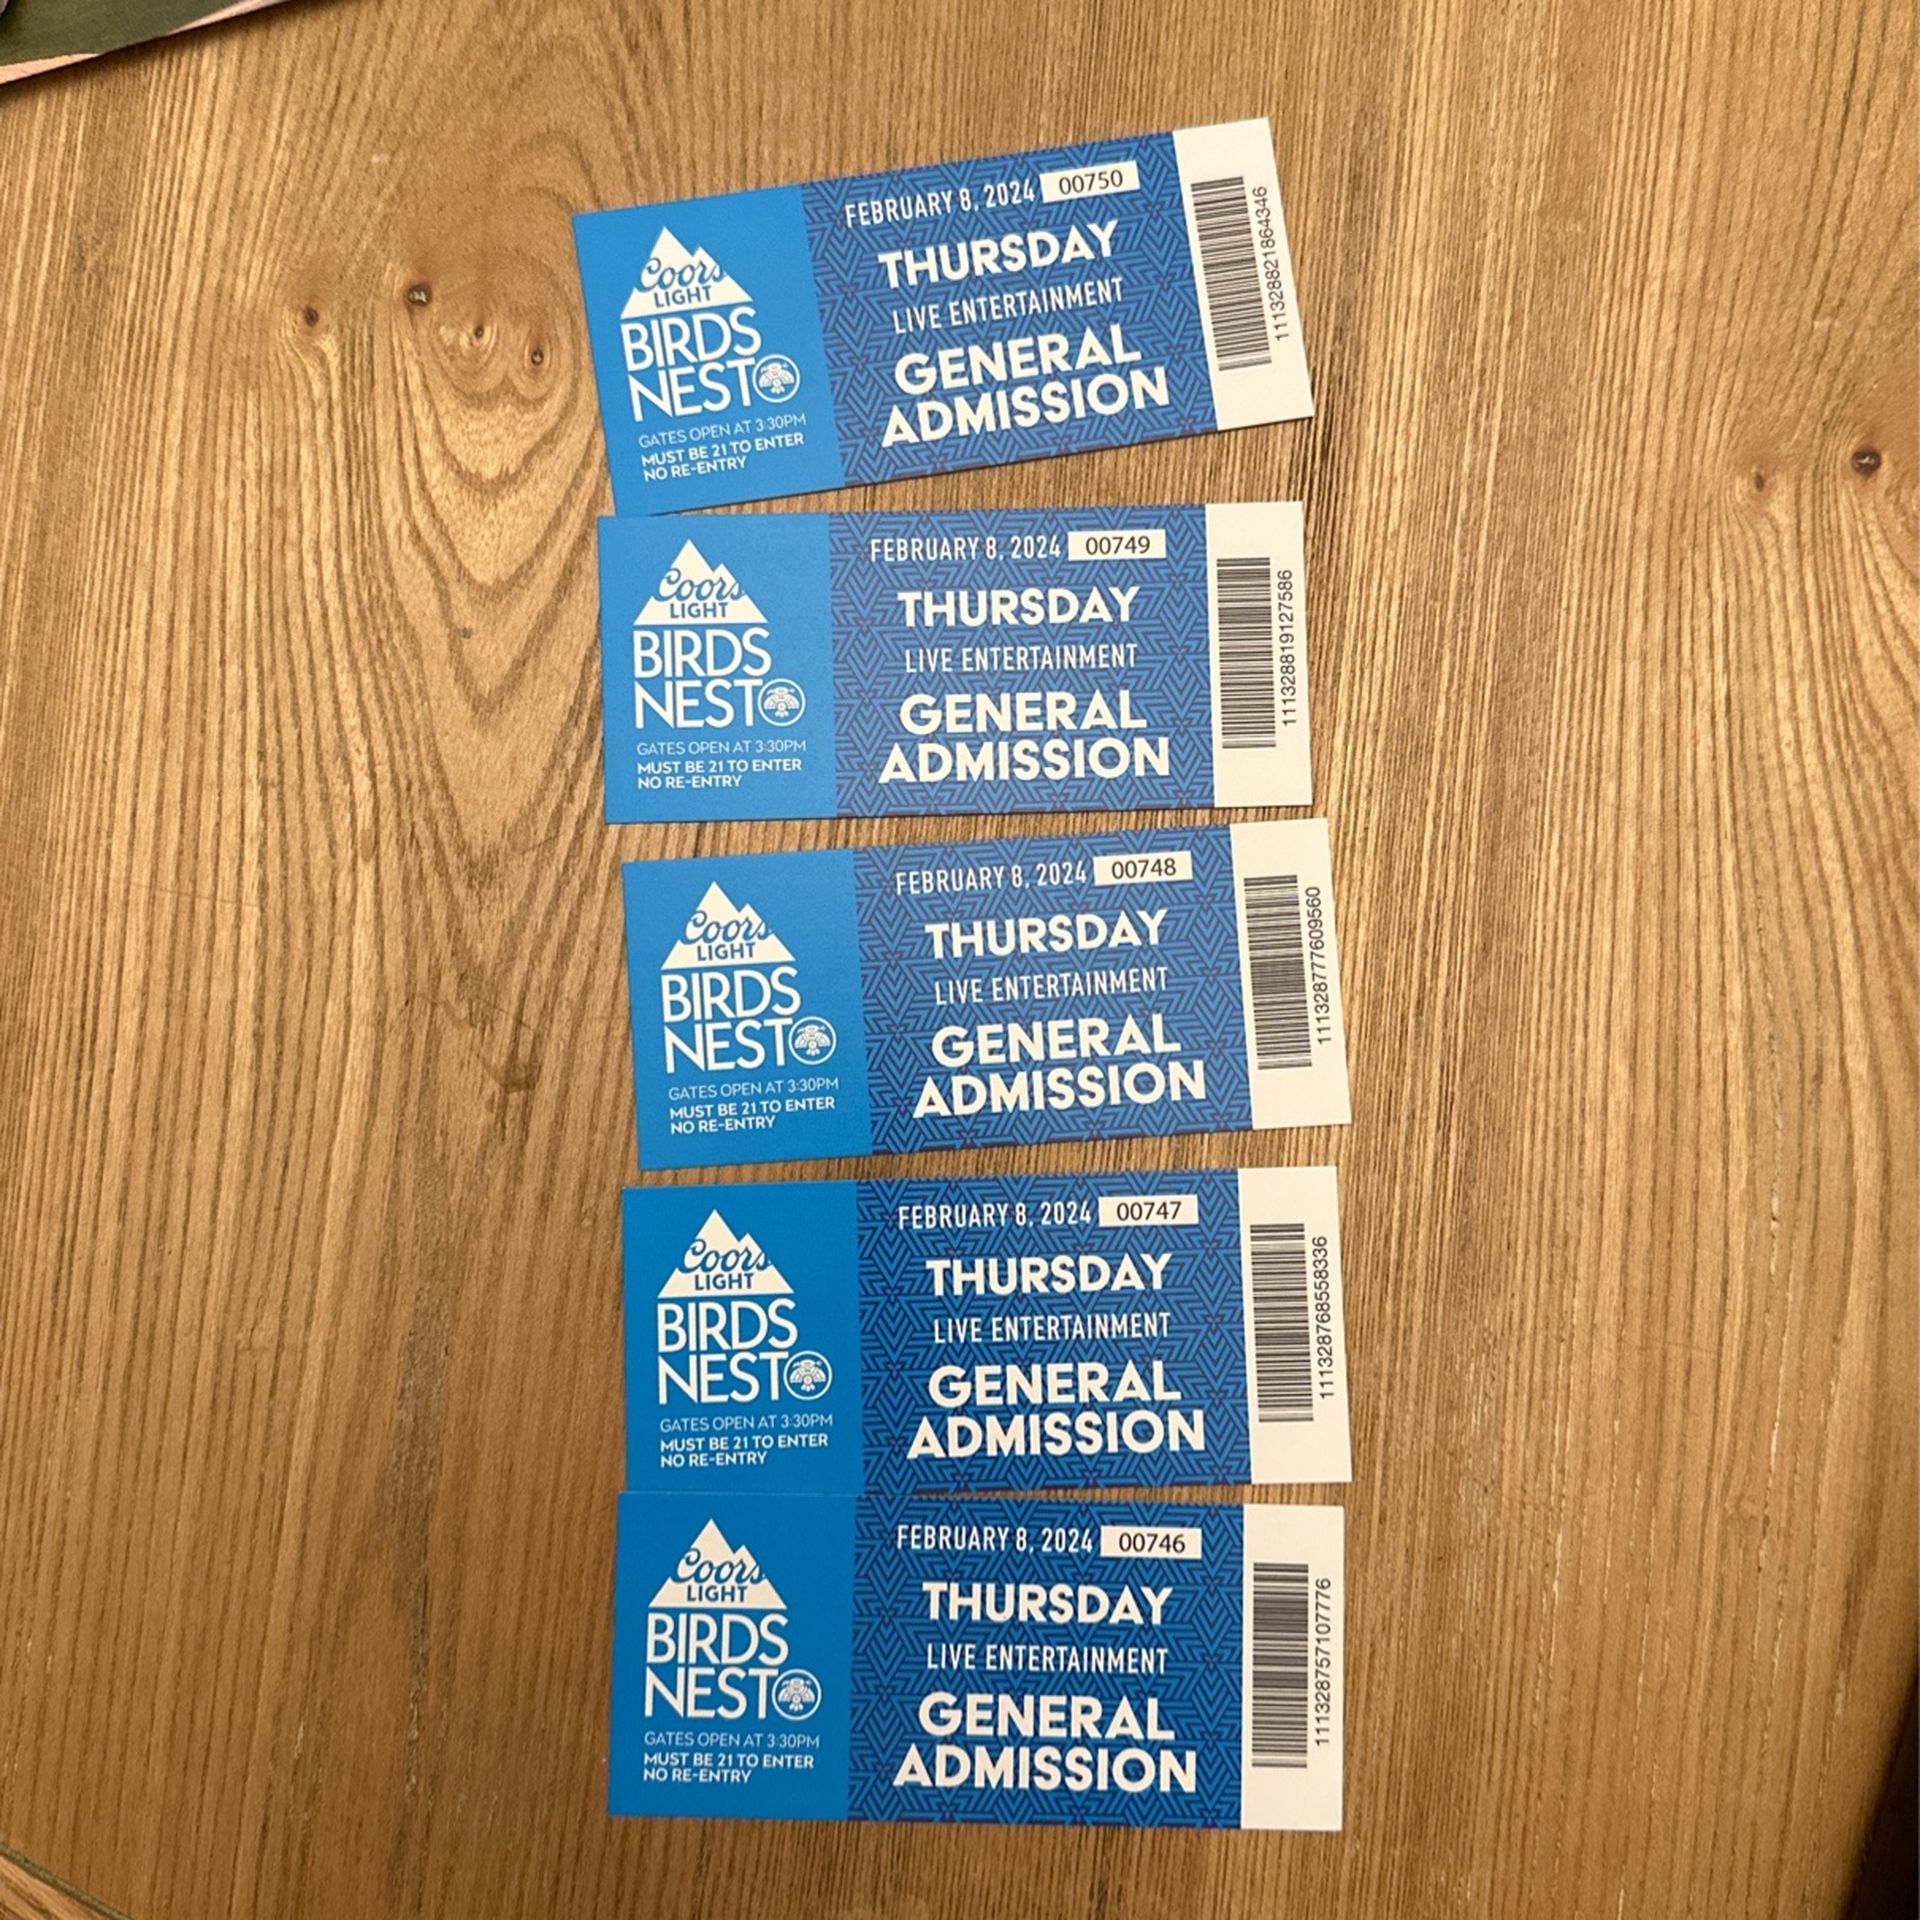 FEBRUARY 8, 2024 00750
THURSDAY
LIVE ENTERTAINMENT
GENERAL
ADMISSION
Coors
LIGHT
BIRDS
NEST
GATES OPEN AT 3:30PM
MUST BE 21 TO ENTER
NO RE-ENTRY
1113288218643​46
FEBRUARY 8, 2024 00749
THURSDAY
LIVE ENTERTAINMENT
GENERAL
ADMISSION
Coors
LIGHT
BIRDS
NEST
GATES OPEN AT 3:30PM
MUST BE 21 TO ENTER
NO RE-ENTRY
111328819127586
FEBRUARY 8, 2024 00748
THURSDAY
LIVE ENTERTAINMENT
GENERAL
ADMISSION
Coors
LIGHT
BIRDS
NEST
GATES OPEN AT 3:30PM
MUST BE 21 TO ENTER
NO RE-ENTRY
111328777609560
FEBRUARY 8, 2024 00747
THURSDAY
LIVE ENTERTAINMENT
GENERAL
ADMISSION
Coors
LIGHT
BIRDS
NEST
GATES OPEN AT 3:30PM
MUST BE 21 TO ENTER
NO RE-ENTRY
111328768558336
FEBRUARY 8, 2024 00746
THURSDAY
LIVE ENTERTAINMENT
GENERAL
ADMISSION
Coors
LIGHT
BIRDS
NEST
GATES OPEN AT 3:30PM
MUST BE 21 TO ENTER
NO RE-ENTRY
111328757107776